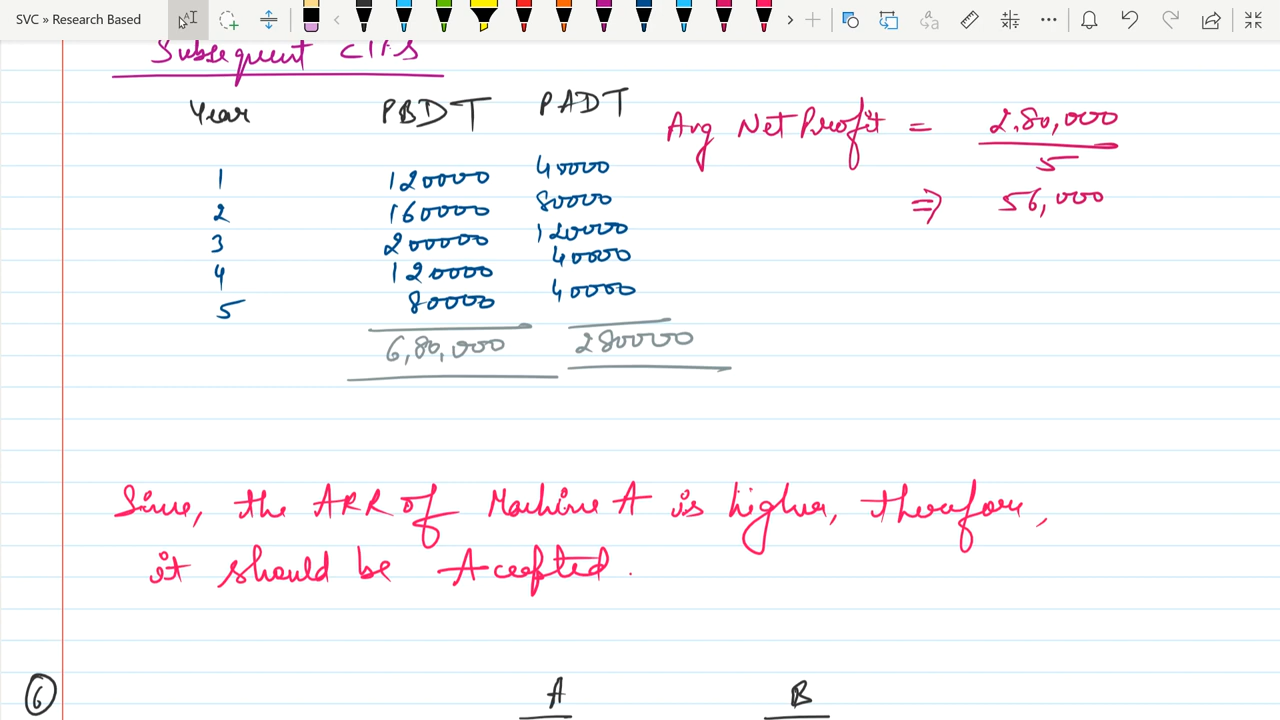 SVC » Research Based
Subsequent CIFS
Year PBDT PADT
1 120000 40000
2 160000 80000
3 200000 120000
4 120000 40000
5 80000 40000
6,80,000 280000
Avg Net Profit = 2,80,000
5
⇒ 56,000
Since, the ARR of Machine A is higher, therefore,
it should be Accepted.
6 A B